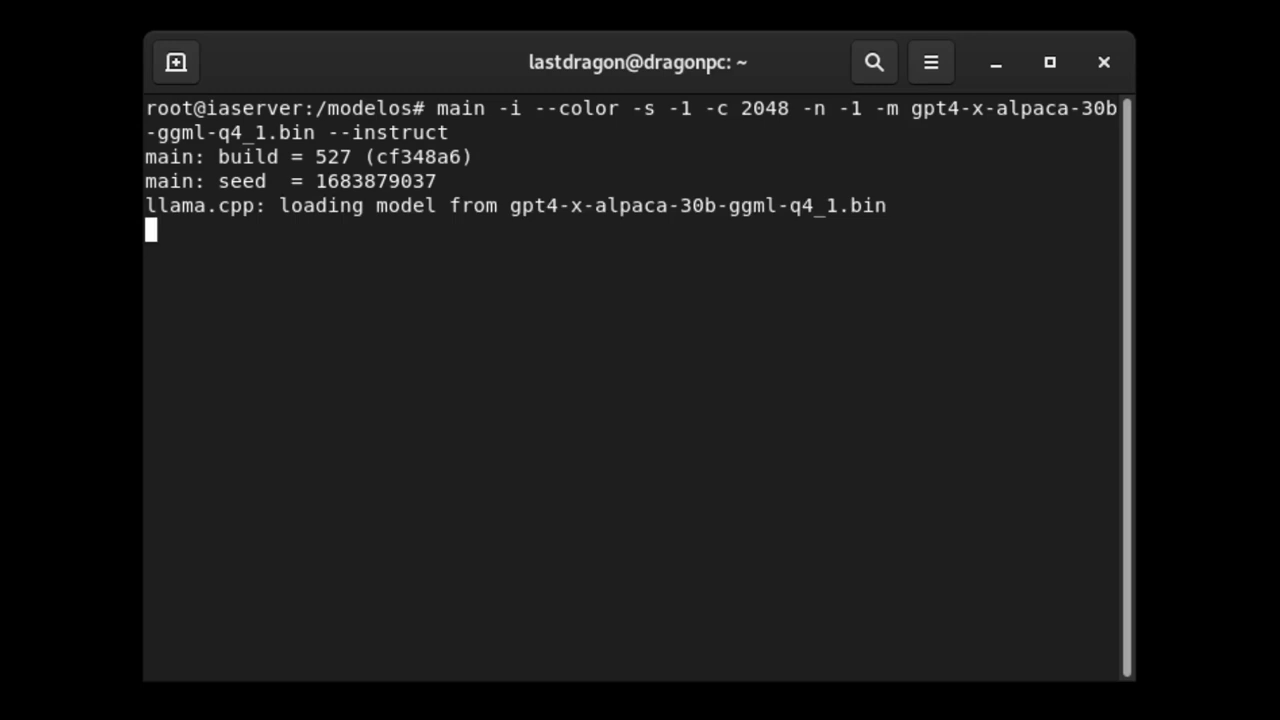 lastdragon@dragonpc: ~
root@iaserver:/modelos# main -i --color -s -1 -c 2048 -n -1 -m gpt4-x-alpaca-30b
-ggml-q4_1.bin --instruct
main: build = 527 (cf348a6)
main: seed  = 1683879037
llama.cpp: loading model from gpt4-x-alpaca-30b-ggml-q4_1.bin